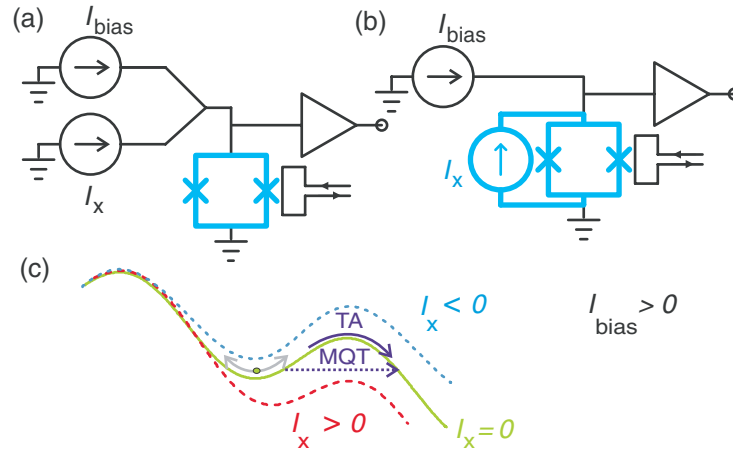 (a)
I_bias
I_x
(b)
I_bias
I_x
(c)
TA
MQT
I_x < 0
I_bias > 0
I_x > 0
I_x = 0